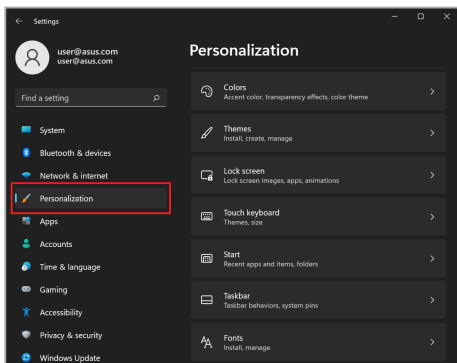 Settings
user@asus.com
user@asus.com
Find a setting
System
Bluetooth & devices
Network & internet
Personalization
Apps
Accounts
Time & language
Gaming
Accessibility
Privacy & security
Windows Update
Personalization
Colors
Accent color, transparency effects, color theme
Themes
Install, create, manage
Lock screen
Lock screen images, apps, animations
Touch keyboard
Themes, size
Start
Recent apps and items, folders
Taskbar
Taskbar behaviors, system pins
Fonts
Install, manage